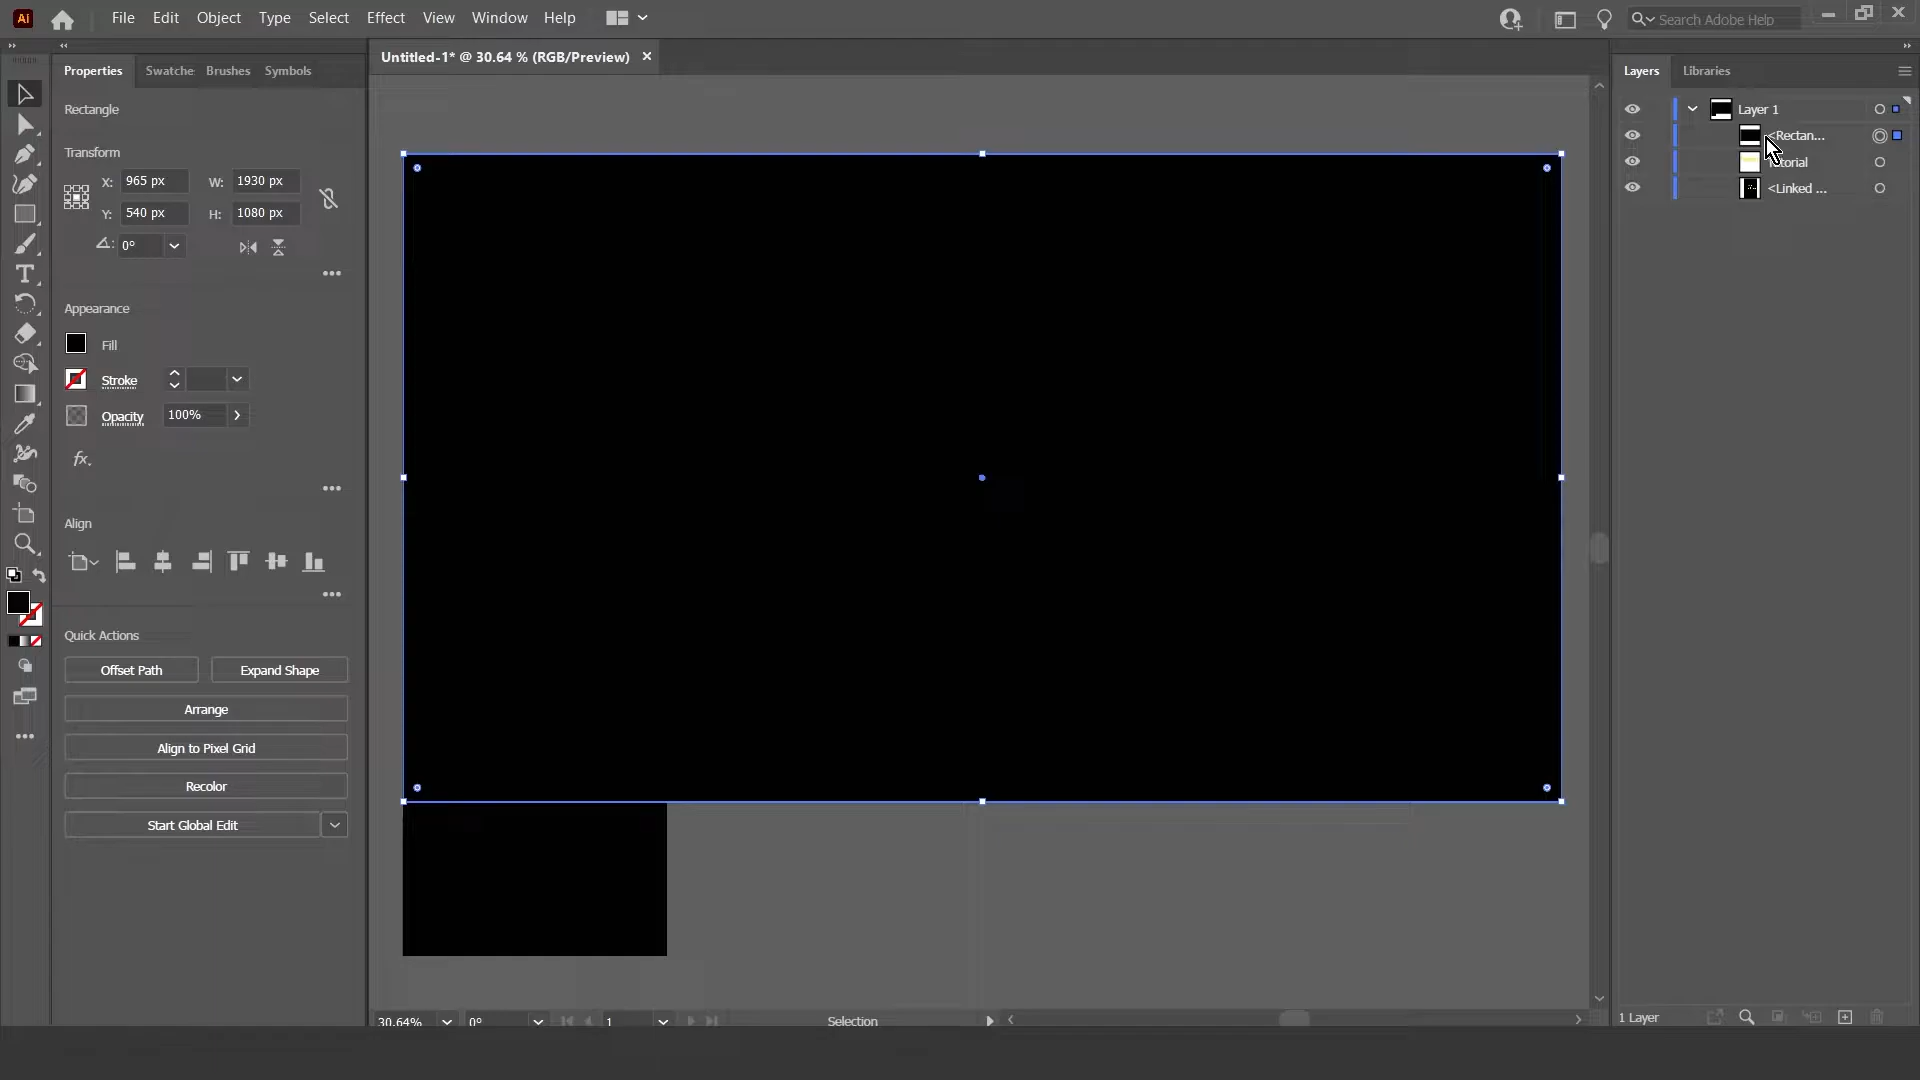 Ai File Edit Object Type Select Effect View Window Help Search Adobe Help
Untitled-1* @ 30.64 % (RGB/Preview)
Properties Swatche Brushes Symbols
Layers Libraries
Rectangle
Layer 1
<Rectan...
Transform
<Linked ...
X: 965 px W: 1930 px
Y: 540 px H: 1080 px
0°
Appearance
Fill
Stroke
Opacity 100%
fx.
Align
Quick Actions
Offset Path Expand Shape
Arrange
Align to Pixel Grid
Recolor
Start Global Edit
30.64% 0° 1 Selection
1 Layer